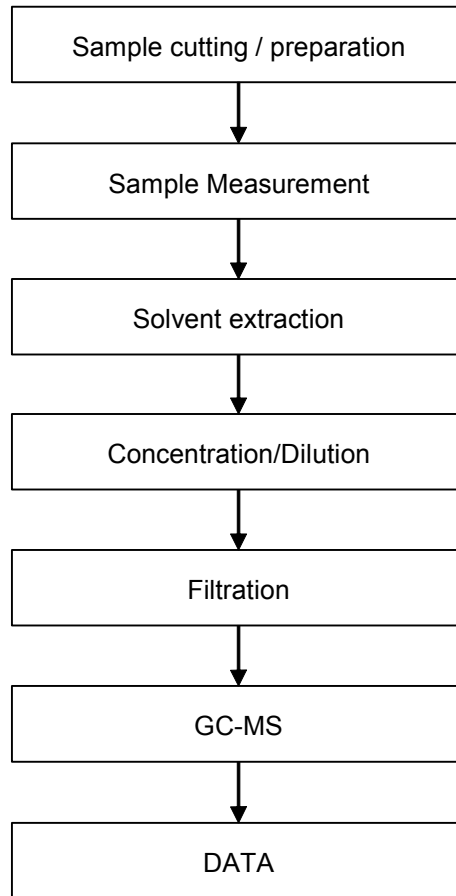 Sample cutting / preparation
Sample Measurement
Solvent extraction
Concentration/Dilution
Filtration
GC-MS
DATA